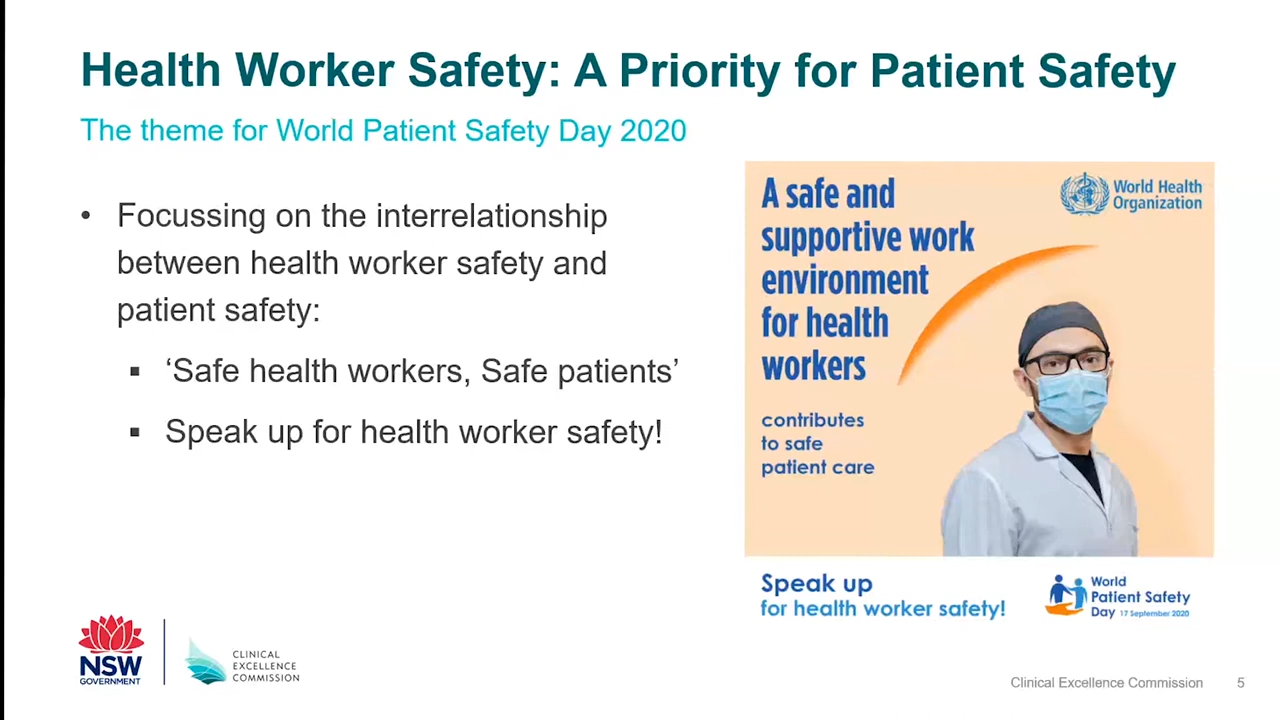 Health Worker Safety: A Priority for Patient Safety
The theme for World Patient Safety Day 2020
• Focussing on the interrelationship
between health worker safety and
patient safety:
▪ ‘Safe health workers, Safe patients’
▪ Speak up for health worker safety!
A safe and
supportive work
environment
for health
workers
contributes
to safe
patient care
World Health
Organization
Speak up
for health worker safety!
World
Patient Safety
Day 17 September 2020
NSW
GOVERNMENT
CLINICAL
EXCELLENCE
COMMISSION
Clinical Excellence Commission 5